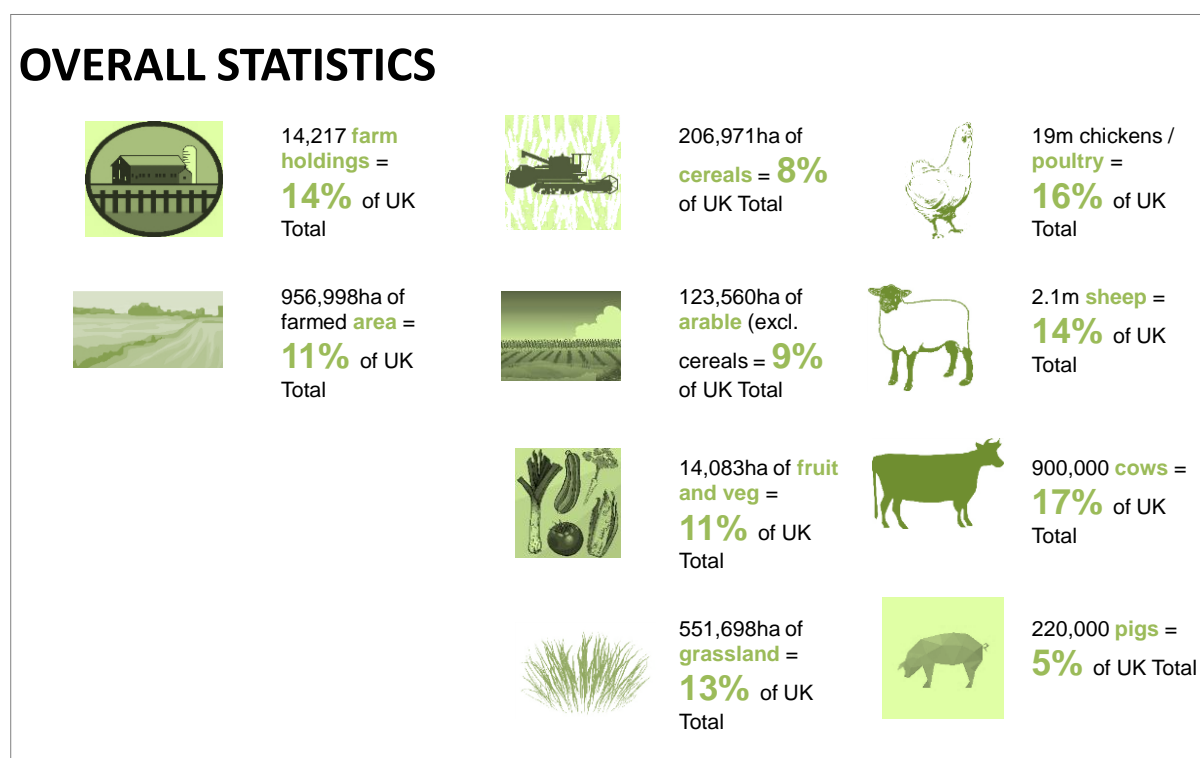 OVERALL STATISTICS
14,217 farm
holdings =
14% of UK
Total
956,998ha of
farmed area =
11% of UK
Total
206,971ha of
cereals = 8%
of UK Total
123,560ha of
arable (excl.
cereals = 9%
of UK Total
14,083ha of fruit
and veg =
11% of UK
Total
551,698ha of
grassland =
13% of UK
Total
19m chickens /
poultry =
16% of UK
Total
2.1m sheep =
14% of UK
Total
900,000 cows =
17% of UK
Total
220,000 pigs =
5% of UK Total